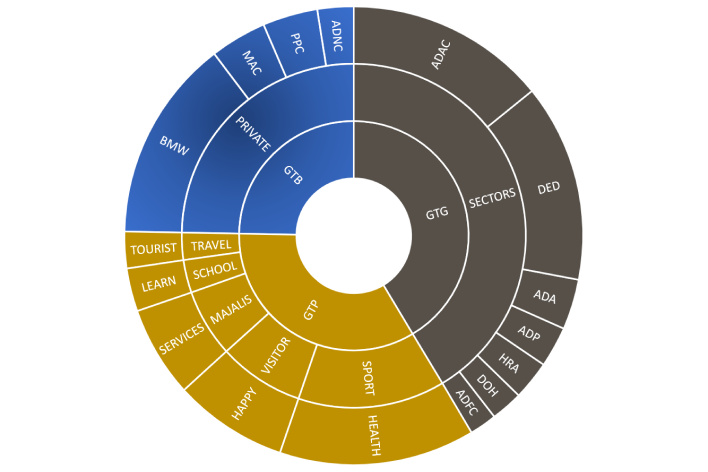 ADNC
PPC
MAC
BMW
PRIVATE
GTB
ADAC
DED
SECTORS
GTG
ADA
ADP
HRA
DOH
ADFC
TOURIST
TRAVEL
LEARN
SCHOOL
SERVICES
MAJALIS
GTP
HAPPY
VISITOR
HEALTH
SPORT